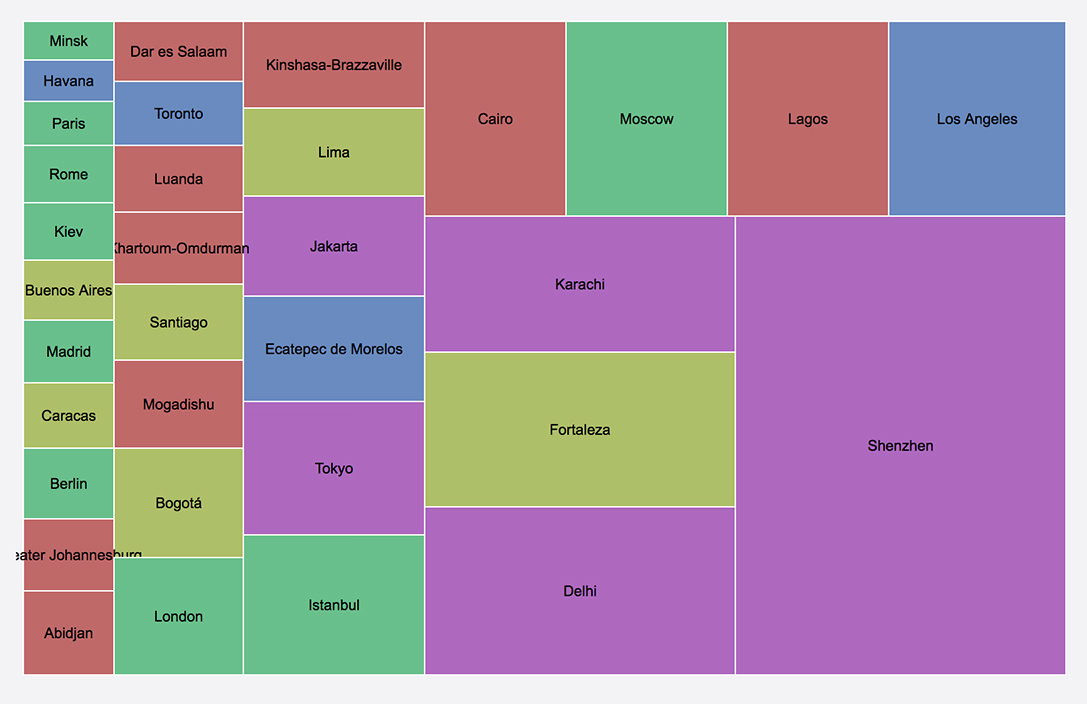 Minsk
Havana
Paris
Rome
Kiev
Buenos Aires
Madrid
Caracas
Berlin
eater Johannesburg
Abidjan
Dar es Salaam
Toronto
Luanda
Khartoum-Omdurman
Santiago
Mogadishu
Bogotá
London
Kinshasa-Brazzaville
Lima
Jakarta
Ecatepec de Morelos
Tokyo
Istanbul
Cairo
Moscow
Lagos
Los Angeles
Karachi
Fortaleza
Delhi
Shenzhen